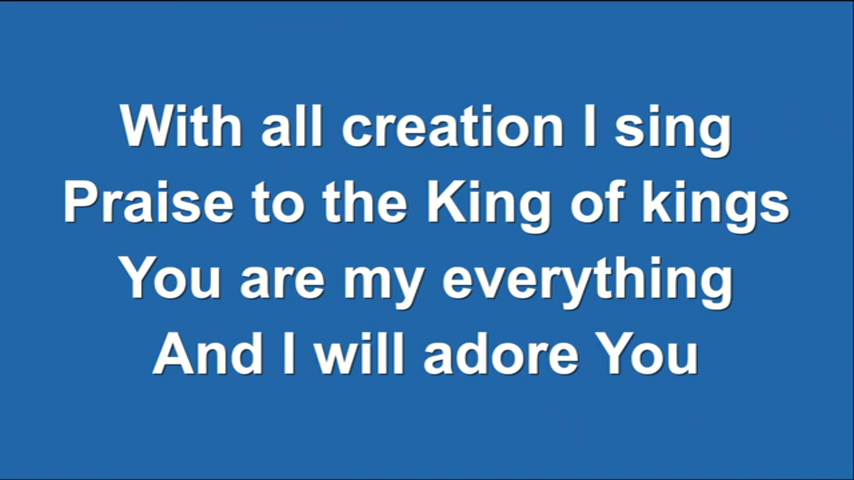 With all creation I sing
Praise to the King of kings
You are my everything
And I will adore You